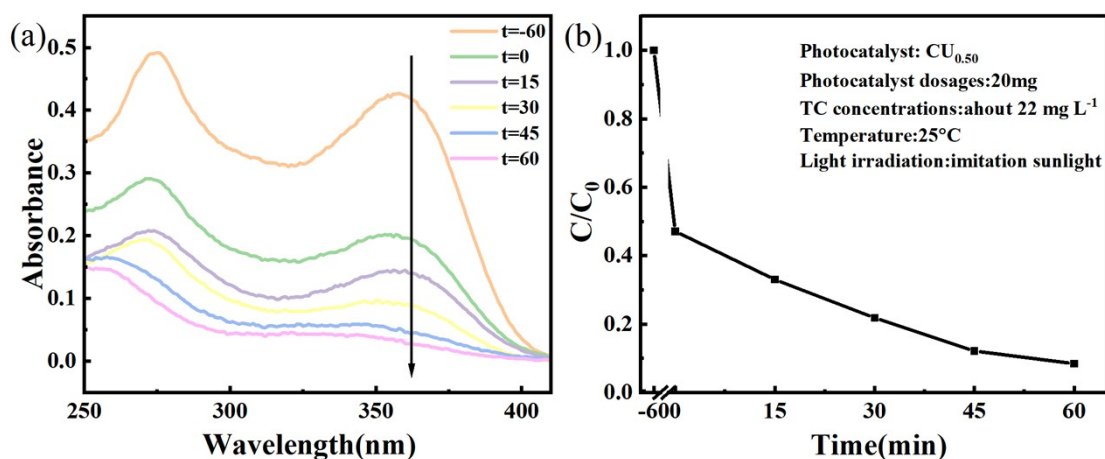 (a)
t=-60
t=0
t=15
t=30
t=45
t=60
0.5
0.4
0.3
0.2
0.1
0.0
Absorbance
250
300
350
400
Wavelength(nm)
(b)
Photocatalyst: CU0.50
Photocatalyst dosages:20mg
TC concentrations:ahout 22 mg L-1
Temperature:25°C
Light irradiation:imitation sunlight
1.0
0.8
0.6
0.4
0.2
0.0
C/C0
-60 0
15
30
45
60
Time(min)